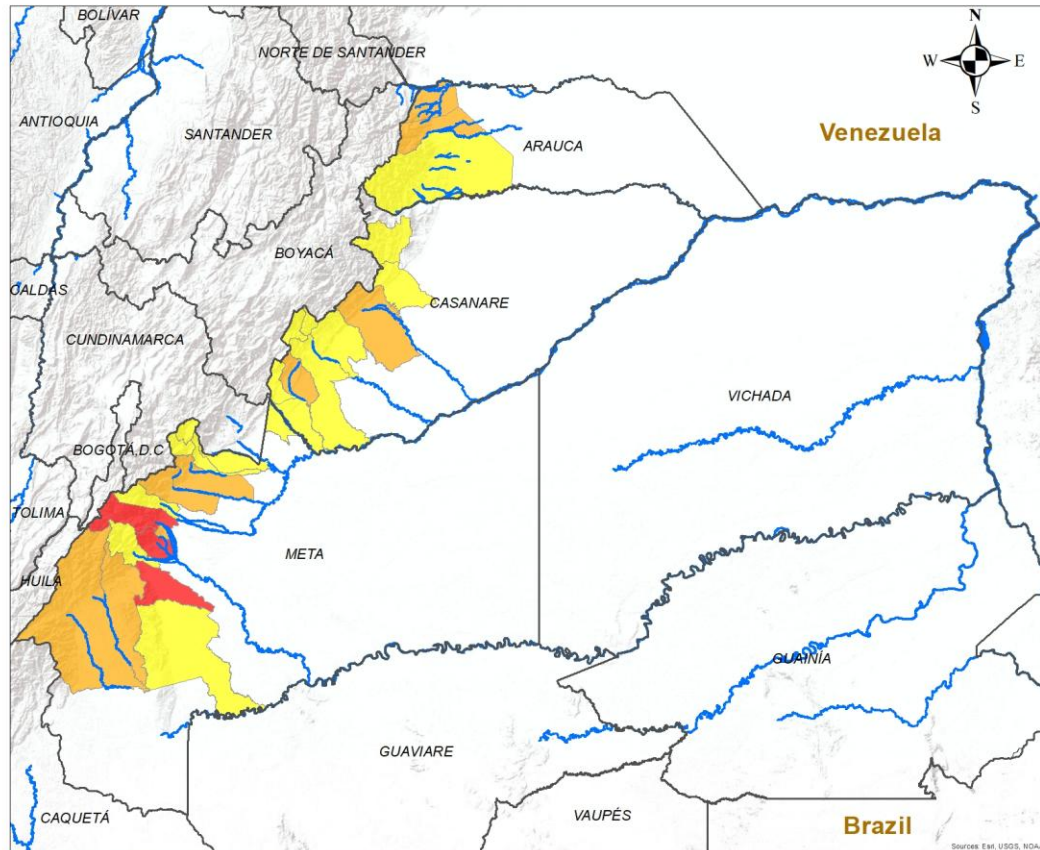 BOLÍVAR
NORTE DE SANTANDER
N
W
E
S
ANTIOQUIA
SANTANDER
ARAUCA
Venezuela
BOYACÁ
CALDAS
CASANARE
CUNDINAMARCA
VICHADA
BOGOTÁ,D.C
TOLIMA
META
HUILA
GUAINÍA
GUAVIARE
CAQUETÁ
VAUPÉS
Brazil
Sources: Esri, USGS, NOAA